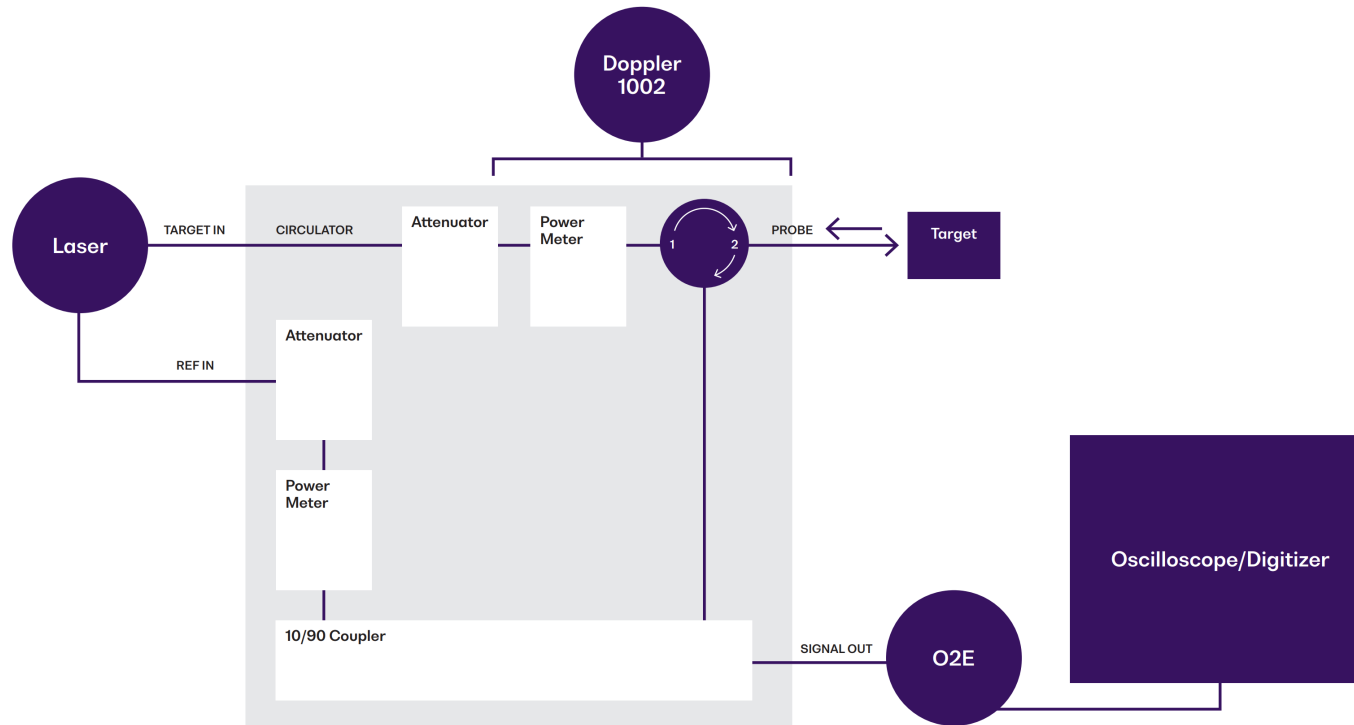 Doppler
1002
Laser
TARGET IN
CIRCULATOR
Attenuator
Power
Meter
1
2
PROBE
Target
REF IN
Attenuator
Power
Meter
10/90 Coupler
SIGNAL OUT
O2E
Oscilloscope/Digitizer